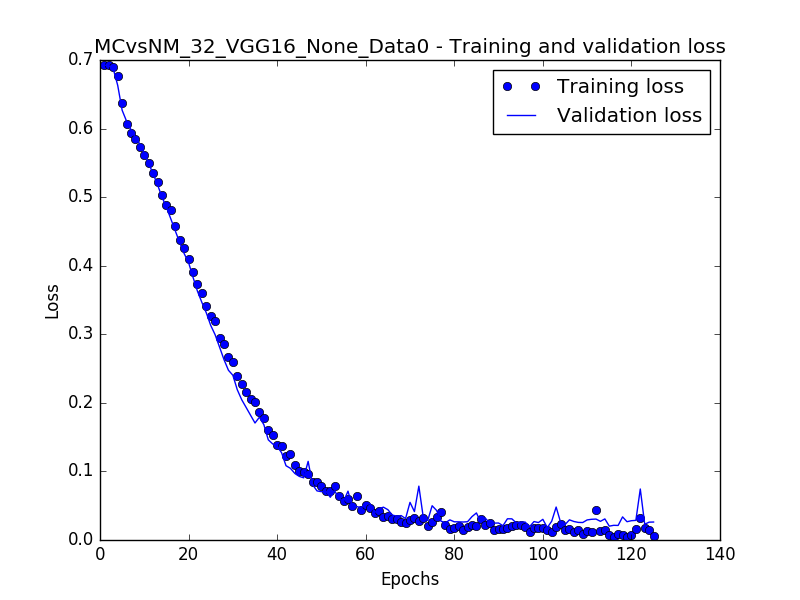 MCvsNM_32_VGG16_None_Data0 - Training and validation loss
Training loss
Validation loss
Loss
0.7
0.6
0.5
0.4
0.3
0.2
0.1
0.0
0 20 40 60 80 100 120 140
Epochs